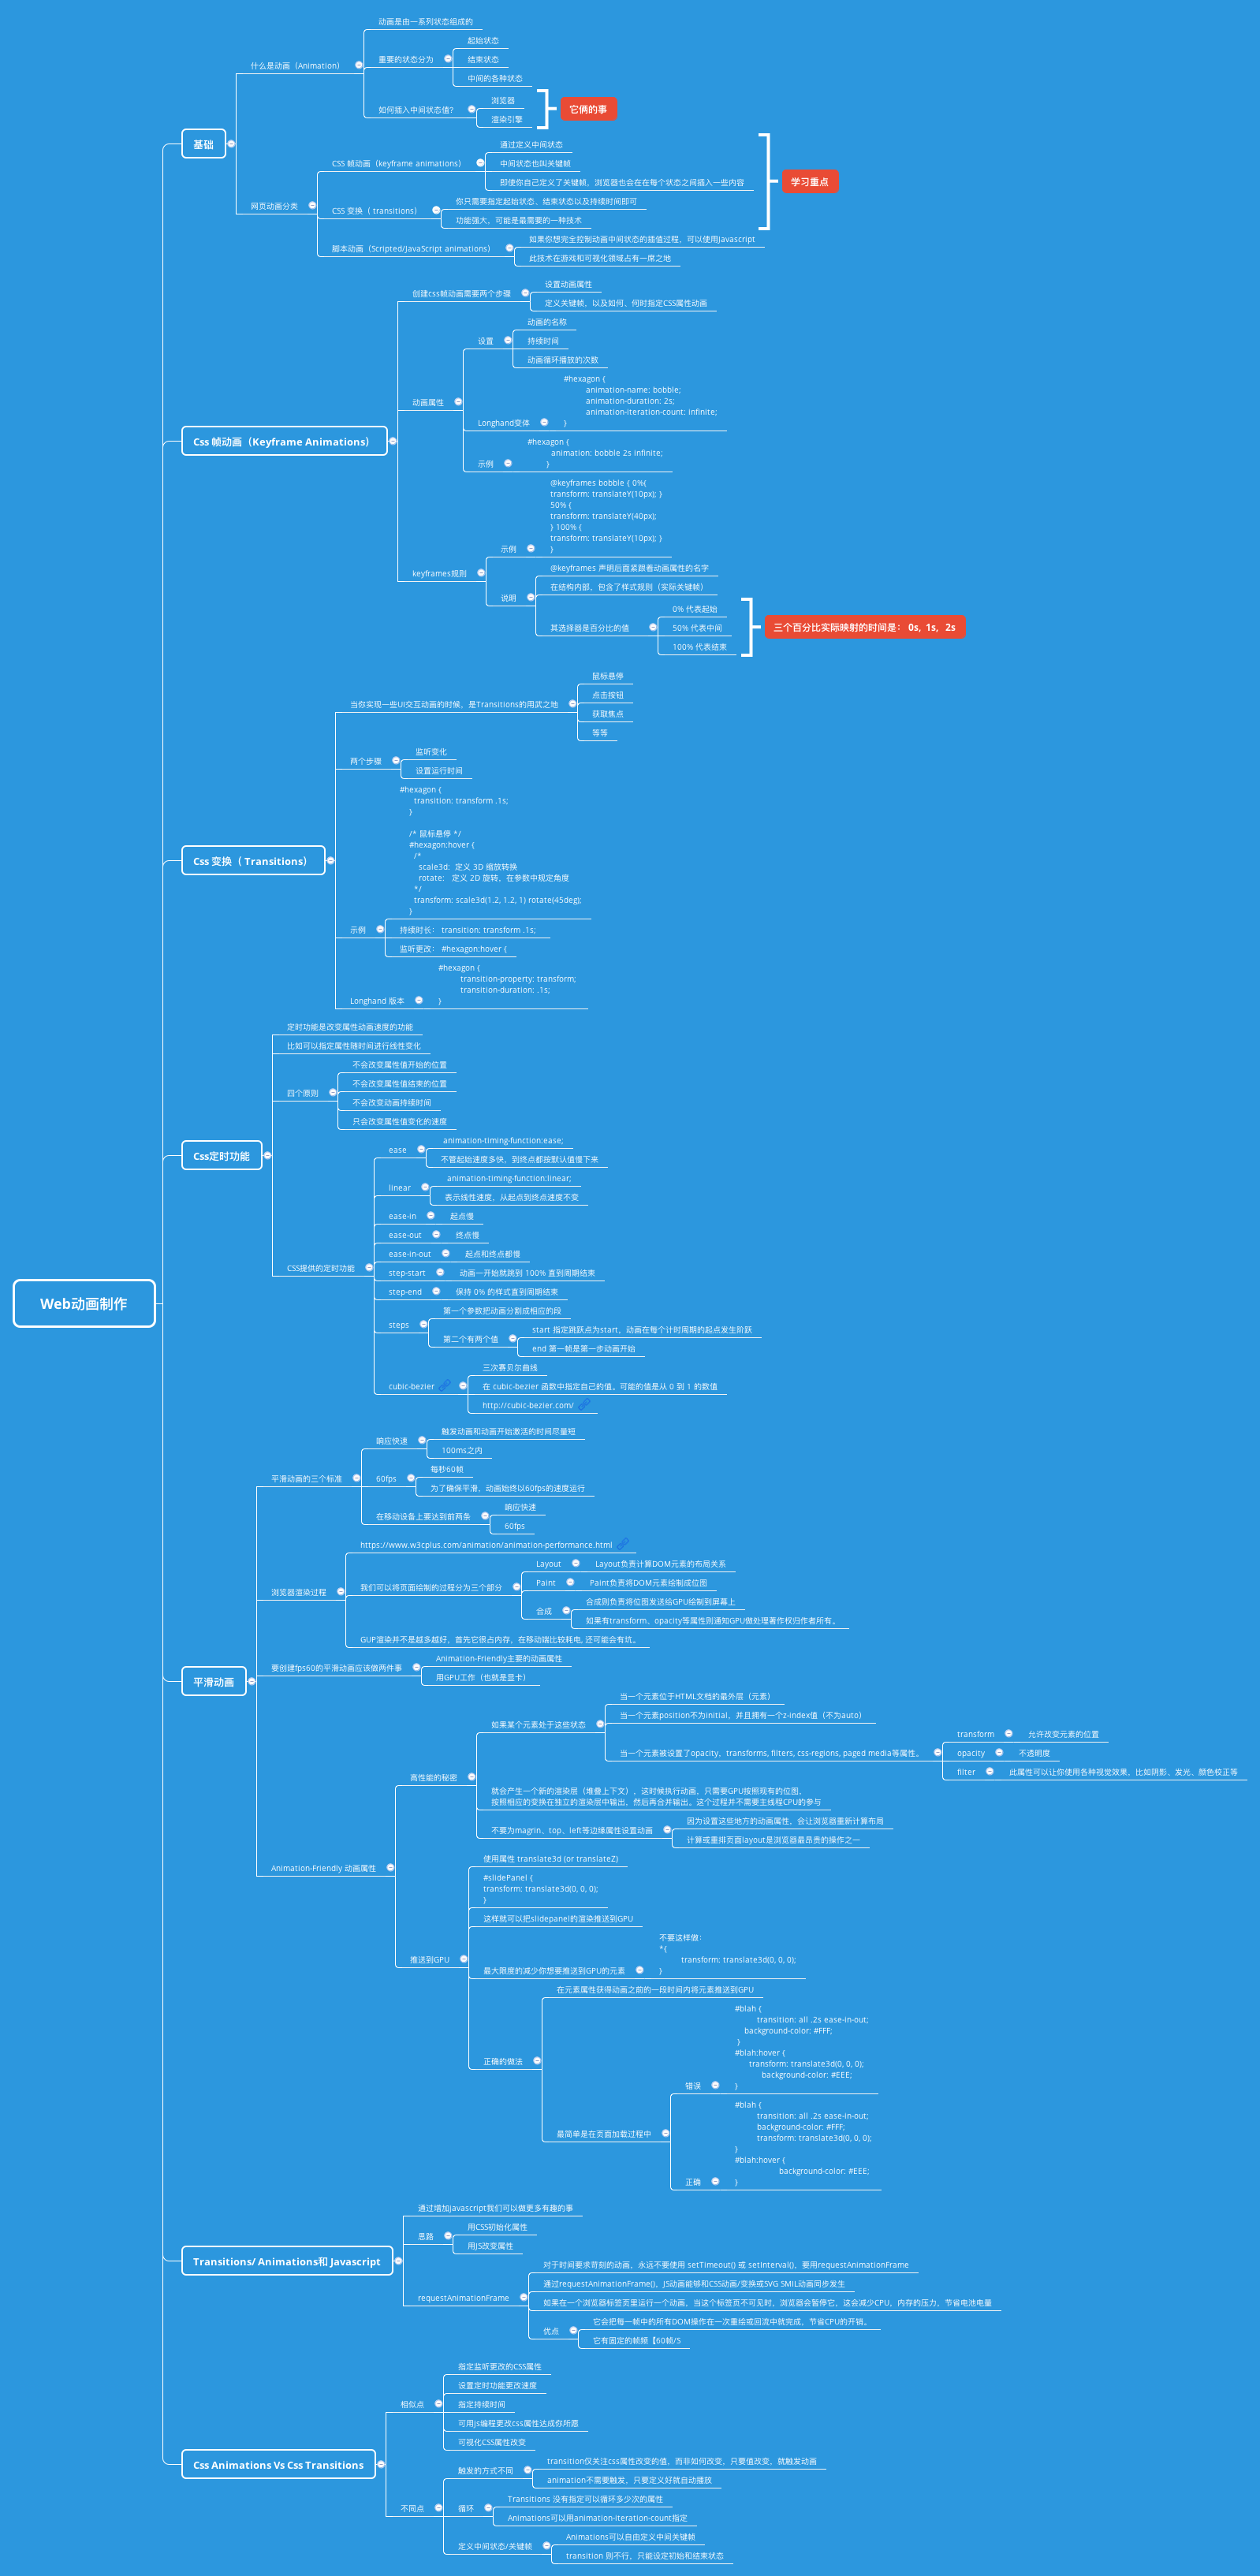 Web动画制作
基础
什么是动画（Animation）
动画是由一系列状态组成的
重要的状态分为
起始状态
结束状态
中间的各种状态
如何插入中间状态值？
浏览器
渲染引擎
它俩的事
网页动画分类
CSS 帧动画（keyframe animations）
通过定义中间状态
中间状态也叫关键帧
即使你自己定义了关键帧，浏览器也会在在每个状态之间插入一些内容
CSS 变换（ transitions）
你只需要指定起始状态、结束状态以及持续时间即可
功能强大，可能是最需要的一种技术
学习重点
脚本动画（Scripted/JavaScript animations）
如果你想完全控制动画中间状态的插值过程，可以使用Javascript
此技术在游戏和可视化领域占有一席之地
Css 帧动画（Keyframe Animations）
创建css帧动画需要两个步骤
设置动画属性
定义关键帧，以及如何、何时指定CSS属性动画
动画属性
设置
动画的名称
持续时间
动画循环播放的次数
Longhand变体
#hexagon {
animation-name: bobble;
animation-duration: 2s;
animation-iteration-count: infinite;
}
示例
#hexagon {
animation: bobble 2s infinite;
}
keyframes规则
示例
@keyframes bobble { 0%{
transform: translateY(10px); }
50% {
transform: translateY(40px);
} 100% {
transform: translateY(10px); }
}
说明
@keyframes 声明后面紧跟着动画属性的名字
在结构内部，包含了样式规则（实际关键帧）
其选择器是百分比的值
0% 代表起始
50% 代表中间
100% 代表结束
三个百分比实际映射的时间是： 0s, 1s, 2s
Css 变换（ Transitions）
当你实现一些UI交互动画的时候，是Transitions的用武之地
鼠标悬停
点击按钮
获取焦点
等等
两个步骤
监听变化
设置运行时间
示例
#hexagon {
transition: transform .1s;
}
/* 鼠标悬停 */
#hexagon:hover {
/*
scale3d: 定义 3D 缩放转换
rotate: 定义 2D 旋转，在参数中规定角度
*/
transform: scale3d(1.2, 1.2, 1) rotate(45deg);
}
持续时长： transition: transform .1s;
监听更改： #hexagon:hover {
Longhand 版本
#hexagon {
transition-property: transform;
transition-duration: .1s;
}
Css定时功能
定时功能是改变属性动画速度的功能
比如可以指定属性随时间进行线性变化
四个原则
不会改变属性值开始的位置
不会改变属性值结束的位置
不会改变动画持续时间
只会改变属性值变化的速度
CSS提供的定时功能
ease
animation-timing-function:ease;
不管起始速度多快，到终点都按默认值慢下来
linear
animation-timing-function:linear;
表示线性速度，从起点到终点速度不变
ease-in
起点慢
ease-out
终点慢
ease-in-out
起点和终点都慢
step-start
动画一开始就跳到 100% 直到周期结束
step-end
保持 0% 的样式直到周期结束
steps
第一个参数把动画分割成相应的段
第二个有两个值
start 指定跳跃点为start，动画在每个计时周期的起点发生阶跃
end 第一帧是第一步动画开始
cubic-bezier
三次赛贝尔曲线
在 cubic-bezier 函数中指定自己的值。可能的值是从 0 到 1 的数值
http://cubic-bezier.com/
平滑动画
平滑动画的三个标准
响应快速
触发动画和动画开始激活的时间尽量短
100ms之内
60fps
每秒60帧
为了确保平滑，动画始终以60fps的速度运行
在移动设备上要达到前两条
响应快速
60fps
浏览器渲染过程
https://www.w3cplus.com/animation/animation-performance.html
我们可以将页面绘制的过程分为三个部分
Layout
Layout负责计算DOM元素的布局关系
Paint
Paint负责将DOM元素绘制成位图
合成
合成则负责将位图发送给GPU绘制到屏幕上
如果有transform、opacity等属性则通知GPU做处理著作权归作者所有。
GUP渲染并不是越多越好，首先它很占内存，在移动端比较耗电, 还可能会有坑。
要创建fps60的平滑动画应该做两件事
Animation-Friendly主要的动画属性
用GPU工作（也就是显卡）
Animation-Friendly 动画属性
高性能的秘密
如果某个元素处于这些状态
当一个元素位于HTML文档的最外层（元素）
当一个元素position不为initial，并且拥有一个z-index值（不为auto）
当一个元素被设置了opacity、transforms, filters, css-regions, paged media等属性。
transform
允许改变元素的位置
opacity
不透明度
filter
此属性可以让你使用各种视觉效果，比如阴影、发光、颜色校正等
就会产生一个新的渲染层（堆叠上下文），这时候执行动画，只需要GPU按照现有的位图，
按照相应的变换在独立的渲染层中输出，然后再合并输出。这个过程并不需要主线程CPU的参与
不要为magrin、top、left等边缘属性设置动画
因为设置这些地方的动画属性，会让浏览器重新计算布局
计算或重排页面layout是浏览器最昂贵的操作之一
推送到GPU
使用属性 translate3d (or translateZ)
#slidePanel {
transform: translate3d(0, 0, 0);
}
这样就可以把slidepanel的渲染推送到GPU
最大限度的减少你想要推送到GPU的元素
不要这样做：
*{
transform: translate3d(0, 0, 0);
}
正确的做法
在元素属性获得动画之前的一段时间内将元素推送到GPU
最简单是在页面加载过程中
错误
#blah {
transition: all .2s ease-in-out;
background-color: #FFF;
}
#blah:hover {
transform: translate3d(0, 0, 0);
background-color: #EEE;
}
正确
#blah {
transition: all .2s ease-in-out;
background-color: #FFF;
transform: translate3d(0, 0, 0);
}
#blah:hover {
background-color: #EEE;
}
Transitions/ Animations和 Javascript
通过增加javascript我们可以做更多有趣的事
思路
用CSS初始化属性
用JS改变属性
requestAnimationFrame
对于时间要求苛刻的动画，永远不要使用 setTimeout() 或 setInterval()，要用requestAnimationFrame
通过requestAnimationFrame()，JS动画能够和CSS动画/变换或SVG SMIL动画同步发生
如果在一个浏览器标签页里运行一个动画，当这个标签页不可见时，浏览器会暂停它，这会减少CPU，内存的压力，节省电池电量
优点
它会把每一帧中的所有DOM操作在一次重绘或回流中就完成，节省CPU的开销。
它有固定的帧频【60帧/S
Css Animations Vs Css Transitions
相似点
指定监听更改的CSS属性
设置定时功能更改速度
指定持续时间
可用js编程更改css属性达成你所愿
可视化CSS属性改变
不同点
触发的方式不同
transition仅关注css属性改变的值，而非如何改变，只要值改变，就触发动画
animation不需要触发，只要定义好就自动播放
循环
Transitions 没有指定可以循环多少次的属性
Animations可以用animation-iteration-count指定
定义中间状态/关键帧
Animations可以自由定义中间关键帧
transition 则不行，只能设定初始和结束状态